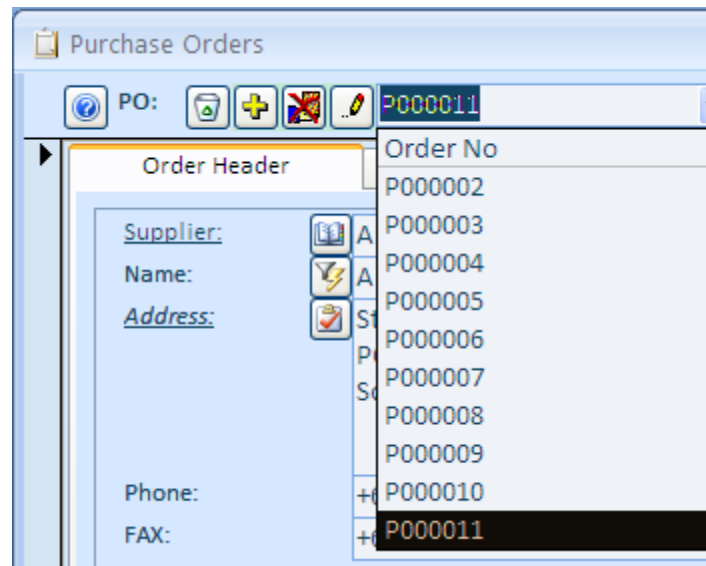 Purchase Orders
PO:
P000011
Order Header
Order No
P000002
P000003
P000004
P000005
P000006
P000007
P000008
P000009
P000010
P000011
Supplier:
A
Name:
A
Address:
St
Phone:
FAX: